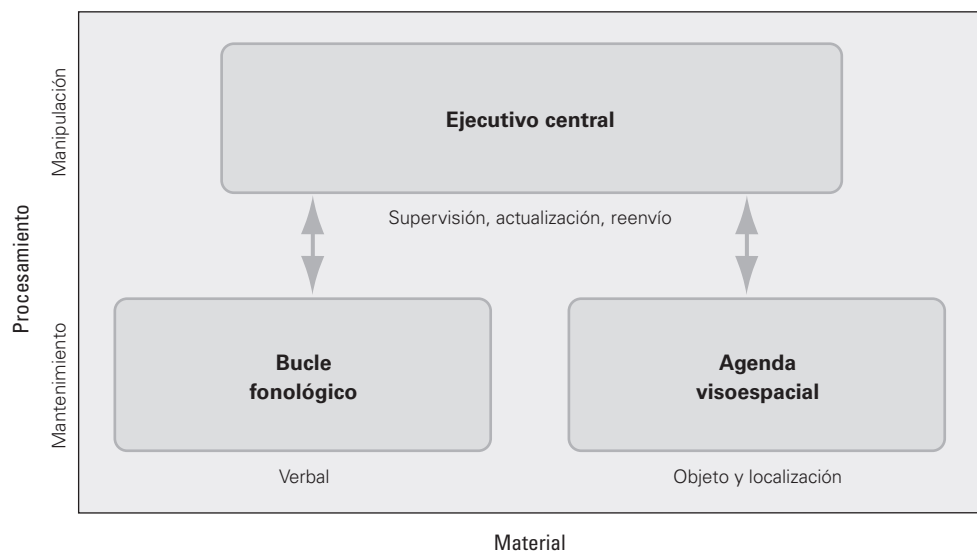 Procesamiento
Manipulación
Ejecutivo central
Supervisión, actualización, reenvío
Mantenimiento
Bucle
fonológico
Agenda
visoespacial
Verbal
Objeto y localización
Material